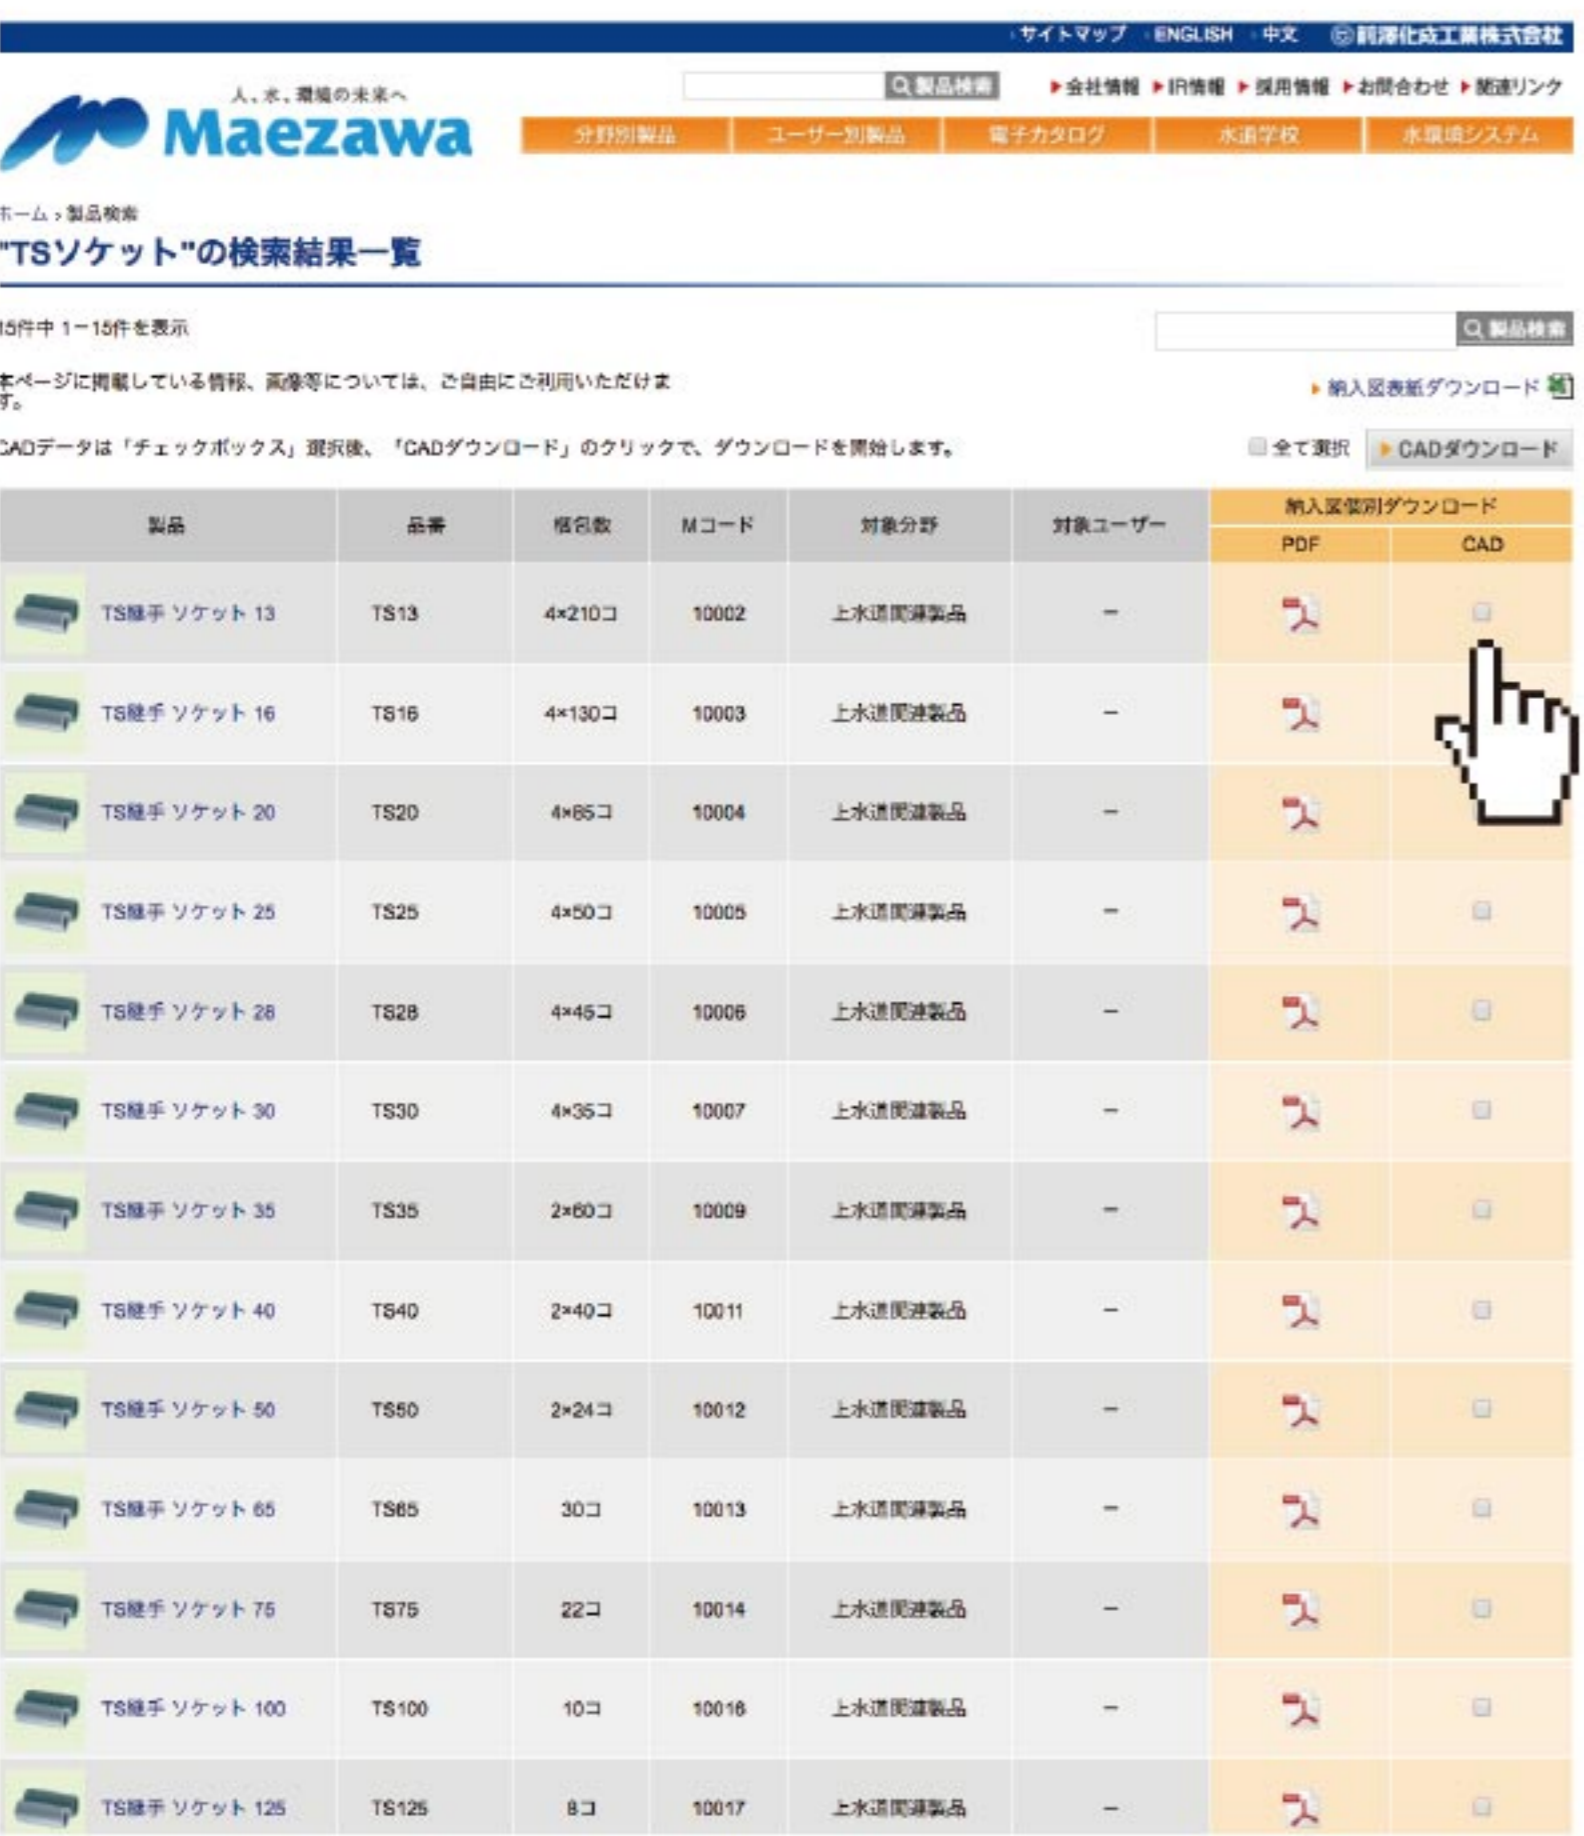 サイトマップ ENGLISH 中文 前澤化成工業株式会社
人、水、環境の未来へ
Maezawa
製品検索 会社情報 IR情報 採用情報 お問合わせ 関連リンク
分野別製品 ユーザー別製品 電子カタログ 水道学校 水環境システム
ホーム › 製品検索
"TSソケット"の検索結果一覧
15件中 1ー15件を表示
製品検索
本ページに掲載している情報、画像等については、ご自由にご利用いただけま
す。
納入図表紙ダウンロード
CADデータは「チェックボックス」選択後、「CADダウンロード」のクリックで、ダウンロードを開始します。
全て選択 CADダウンロード
製品 品番 梱包数 Mコード 対象分野 対象ユーザー 納入図個別ダウンロード
PDF CAD
TS継手 ソケット 13 TS13 4×210コ 10002 上水道関連製品 ー
TS継手 ソケット 16 TS16 4×130コ 10003 上水道関連製品 ー
TS継手 ソケット 20 TS20 4×85コ 10004 上水道関連製品 ー
TS継手 ソケット 25 TS25 4×50コ 10005 上水道関連製品 ー
TS継手 ソケット 28 TS28 4×45コ 10006 上水道関連製品 ー
TS継手 ソケット 30 TS30 4×35コ 10007 上水道関連製品 ー
TS継手 ソケット 35 TS35 2×60コ 10009 上水道関連製品 ー
TS継手 ソケット 40 TS40 2×40コ 10011 上水道関連製品 ー
TS継手 ソケット 50 TS50 2×24コ 10012 上水道関連製品 ー
TS継手 ソケット 65 TS65 30コ 10013 上水道関連製品 ー
TS継手 ソケット 75 TS75 22コ 10014 上水道関連製品 ー
TS継手 ソケット 100 TS100 10コ 10016 上水道関連製品 ー
TS継手 ソケット 125 TS125 8コ 10017 上水道関連製品 ー